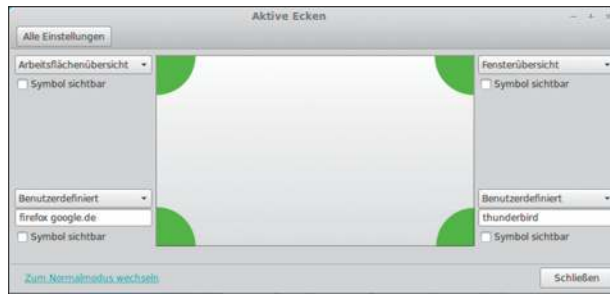 Aktive Ecken
Alle Einstellungen
Arbeitsflächenübersicht
Symbol sichtbar
Fensterübersicht
Symbol sichtbar
Benutzerdefiniert
firefox google.de
Symbol sichtbar
Benutzerdefiniert
thunderbird
Symbol sichtbar
Zum Normalmodus wechseln
Schließen